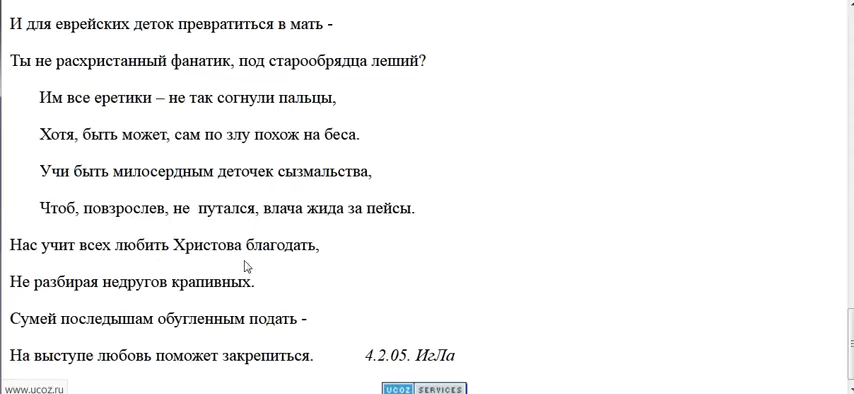 И для еврейских деток превратиться в мать -
Ты не расхристанный фанатик, под старообрядца леший?
Им все еретики – не так согнули пальцы,
Хотя, быть может, сам по злу похож на беса.
Учи быть милосердным деточек сызмальства,
Чтоб, повзрослев, не путался, влача жида за пейсы.
Нас учит всех любить Христова благодать,
Не разбирая недругов крапивных.
Сумей последышам обугленным подать -
На выступе любовь поможет закрепиться. 4.2.05. ИгЛа
www.ucoz.ru
UCOZ SERVICES